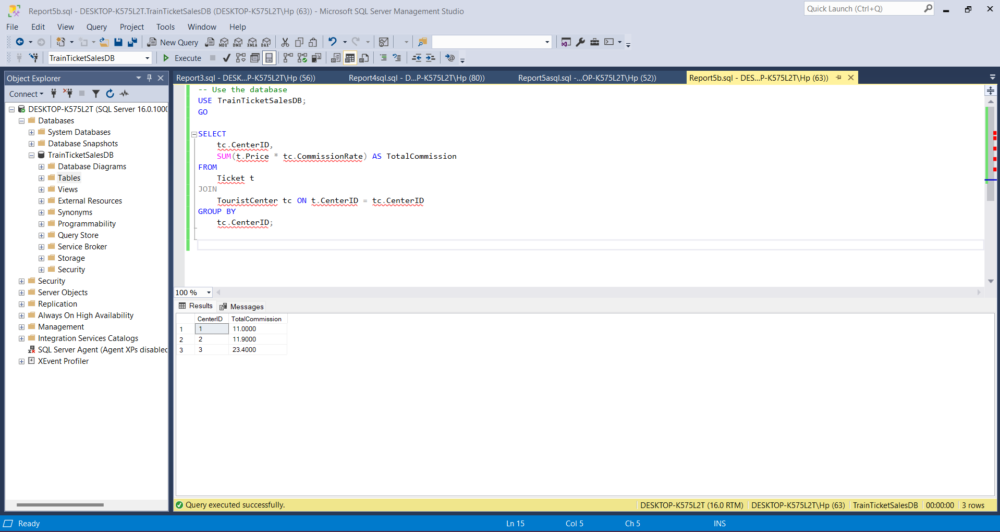 Report5b.sql - DESKTOP-K575L2T.TrainTicketSalesDB (DESKTOP-K575L2T\Hp (63)) - Microsoft SQL Server Management Studio
Quick Launch (Ctrl+Q)
File Edit View Query Project Tools Window Help
New Query MDX DMX XMLA DAX
TrainTicketSalesDB Execute
Object Explorer
Connect
DESKTOP-K575L2T (SQL Server 16.0.1000
Databases
System Databases
Database Snapshots
TrainTicketSalesDB
Database Diagrams
Tables
Views
External Resources
Synonyms
Programmability
Query Store
Service Broker
Storage
Security
Security
Server Objects
Replication
Always On High Availability
Management
Integration Services Catalogs
SQL Server Agent (Agent XPs disabled
XEvent Profiler
Report3.sql - DESK...P-K575L2T\Hp (56))
Report4sql.sql - D...P-K575L2T\Hp (80))
Report5asql.sql -...OP-K575L2T\Hp (52))
Report5b.sql - DES...P-K575L2T\Hp (63))
-- Use the database
USE TrainTicketSalesDB;
GO
SELECT
tc.CenterID,
SUM(t.Price * tc.CommissionRate) AS TotalCommission
FROM
Ticket t
JOIN
TouristCenter tc ON t.CenterID = tc.CenterID
GROUP BY
tc.CenterID;
100 %
Results Messages
CenterID TotalCommission
1 1 11.0000
2 2 11.9000
3 3 23.4000
Query executed successfully.
DESKTOP-K575L2T (16.0 RTM) DESKTOP-K575L2T\Hp (63) TrainTicketSalesDB 00:00:00 3 rows
Ready Ln 15 Col 5 Ch 5 INS